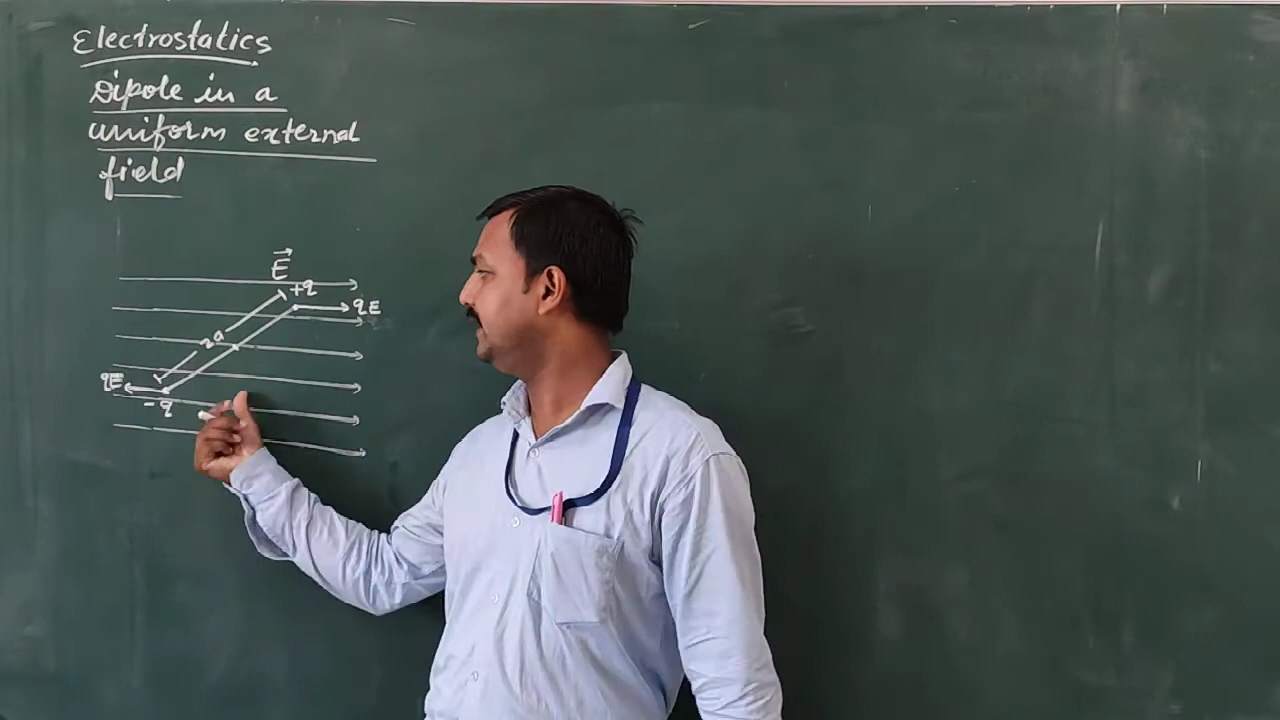 Electrostatics
Dipole in a
uniform external
field
E
+q
qE
2a
qE
-q